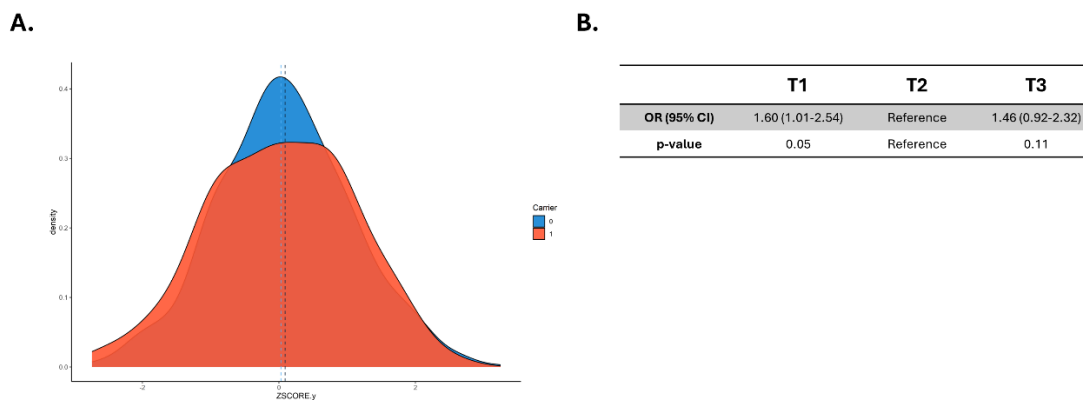 A.
B.
0.4
0.3
0.2
0.1
0.0
density
-2
0
2
ZSCORE.y
Carrier
0
1
T1 T2 T3
OR (95% CI) 1.60 (1.01-2.54) Reference 1.46 (0.92-2.32)
p-value 0.05 Reference 0.11